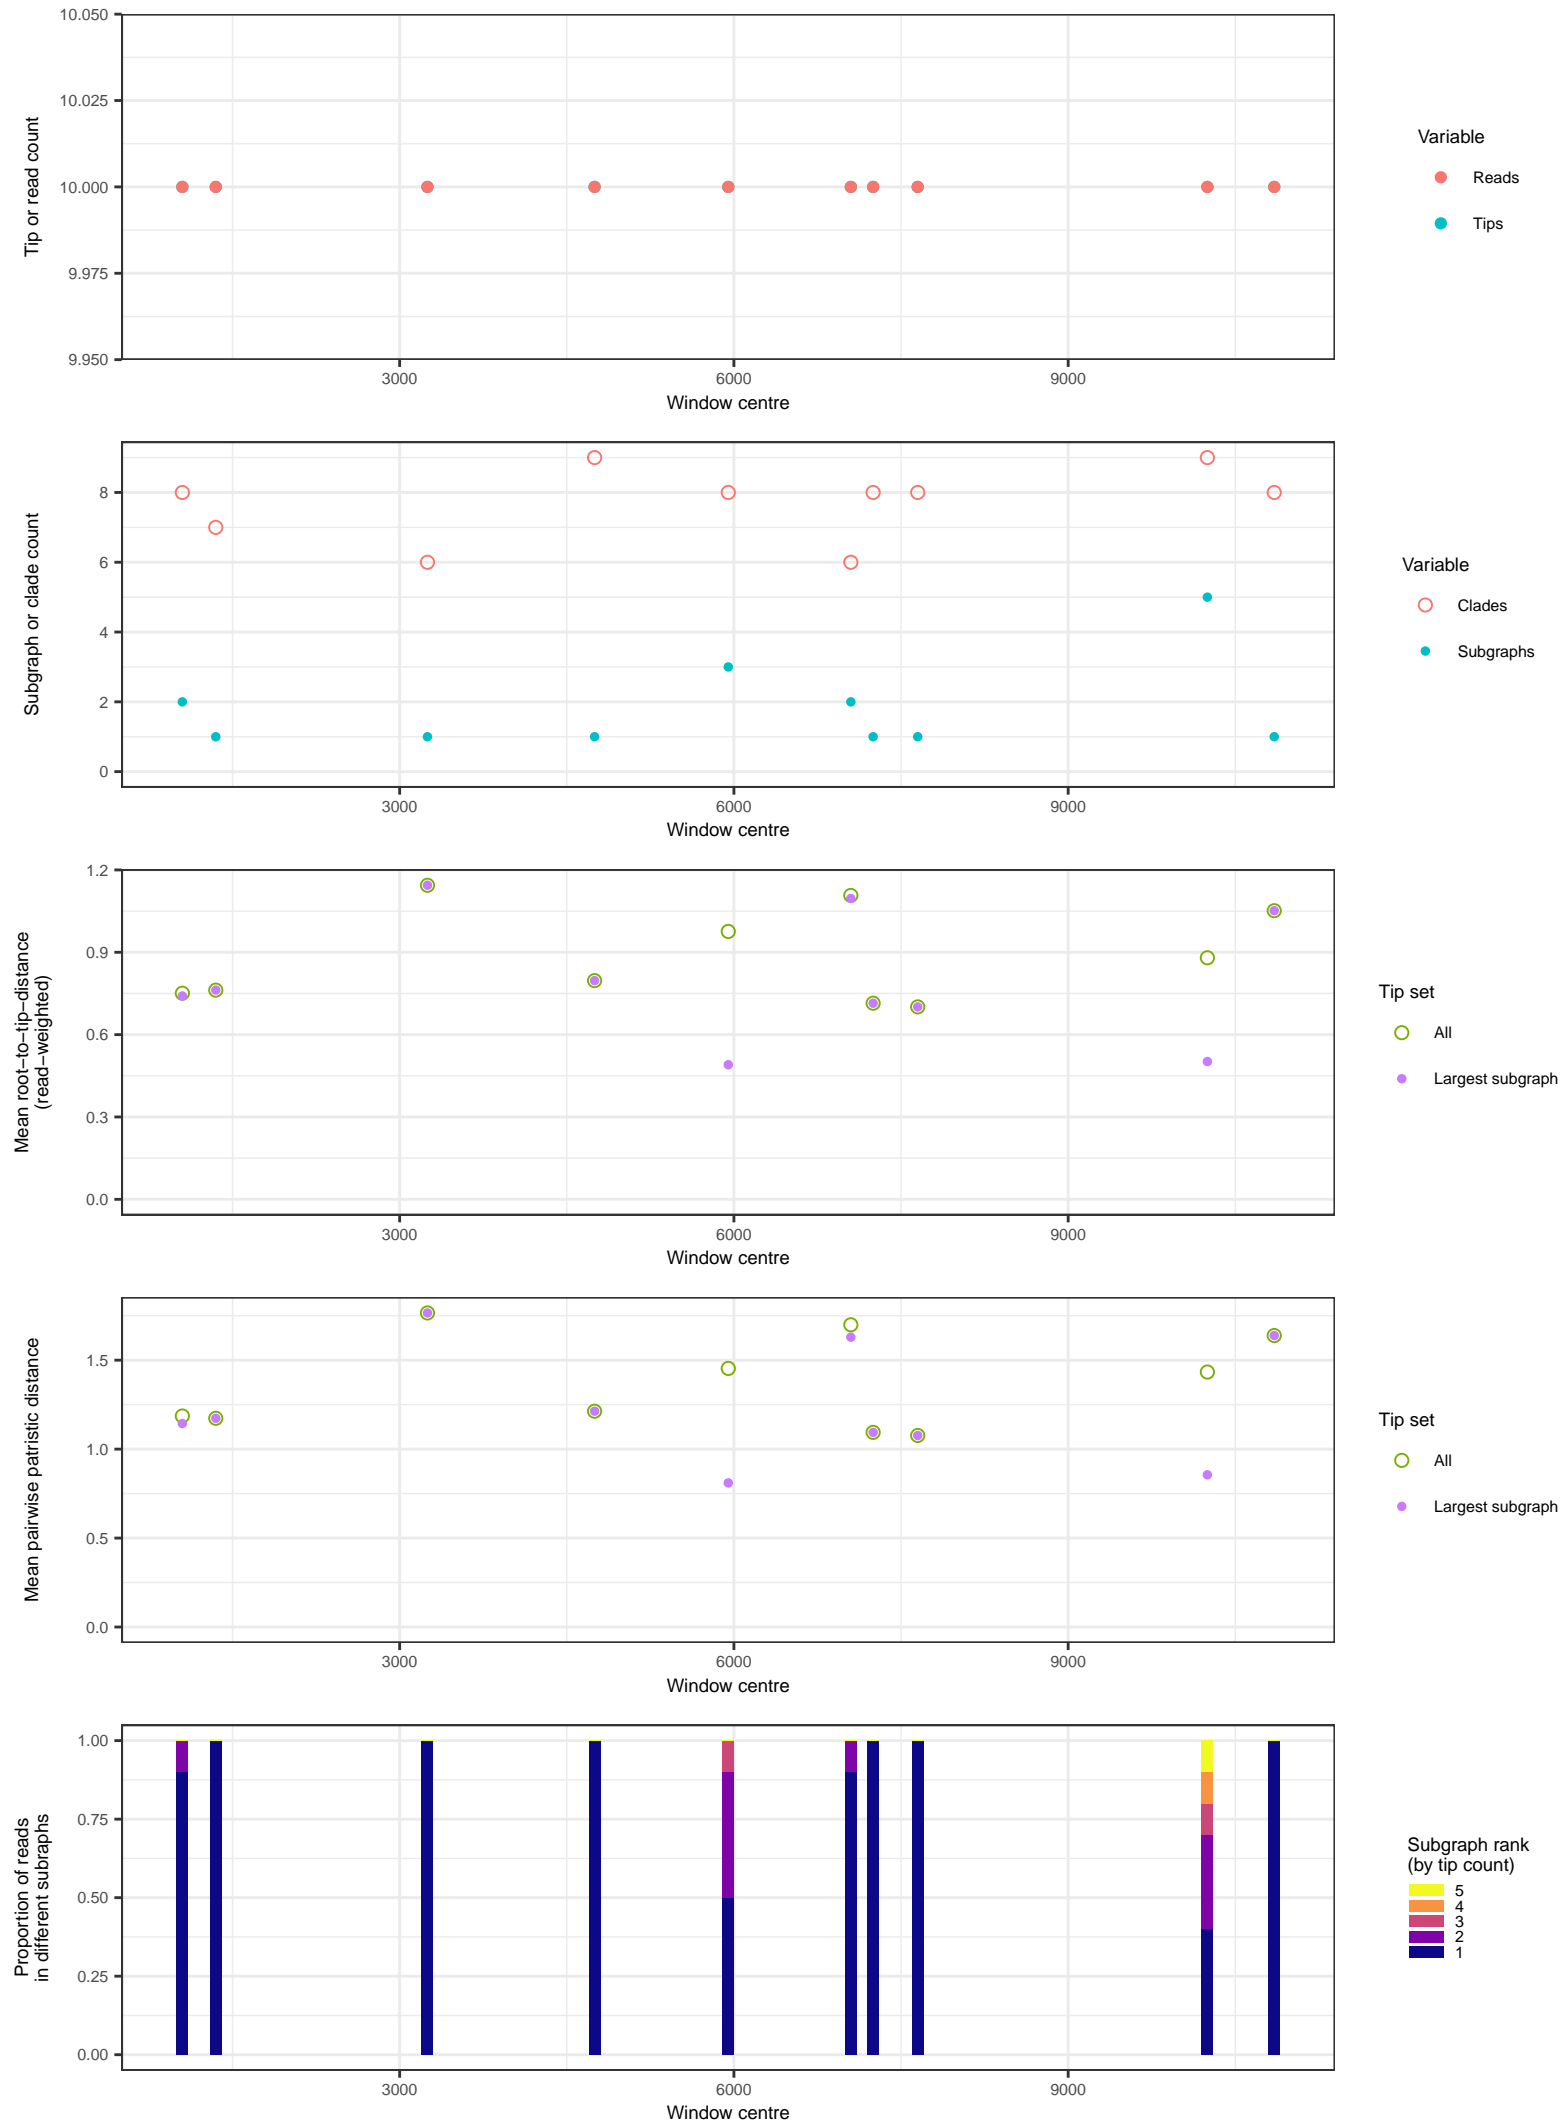 10.050
10.025
10.000
9.975
9.950
Tip or read count
3000
6000
9000
Window centre
Variable
Reads
Tips
8
6
4
2
0
Subgraph or clade count
3000
6000
9000
Window centre
Variable
Clades
Subgraphs
1.2
0.9
0.6
0.3
0.0
Mean root−to−tip−distance
(read−weighted)
3000
6000
9000
Window centre
Tip set
All
Largest subgraph
1.5
1.0
0.5
0.0
Mean pairwise patristic distance
3000
6000
9000
Window centre
Tip set
All
Largest subgraph
1.00
0.75
0.50
0.25
0.00
Proportion of reads
in different subraphs
3000
6000
9000
Window centre
Subgraph rank
(by tip count)
5
4
3
2
1